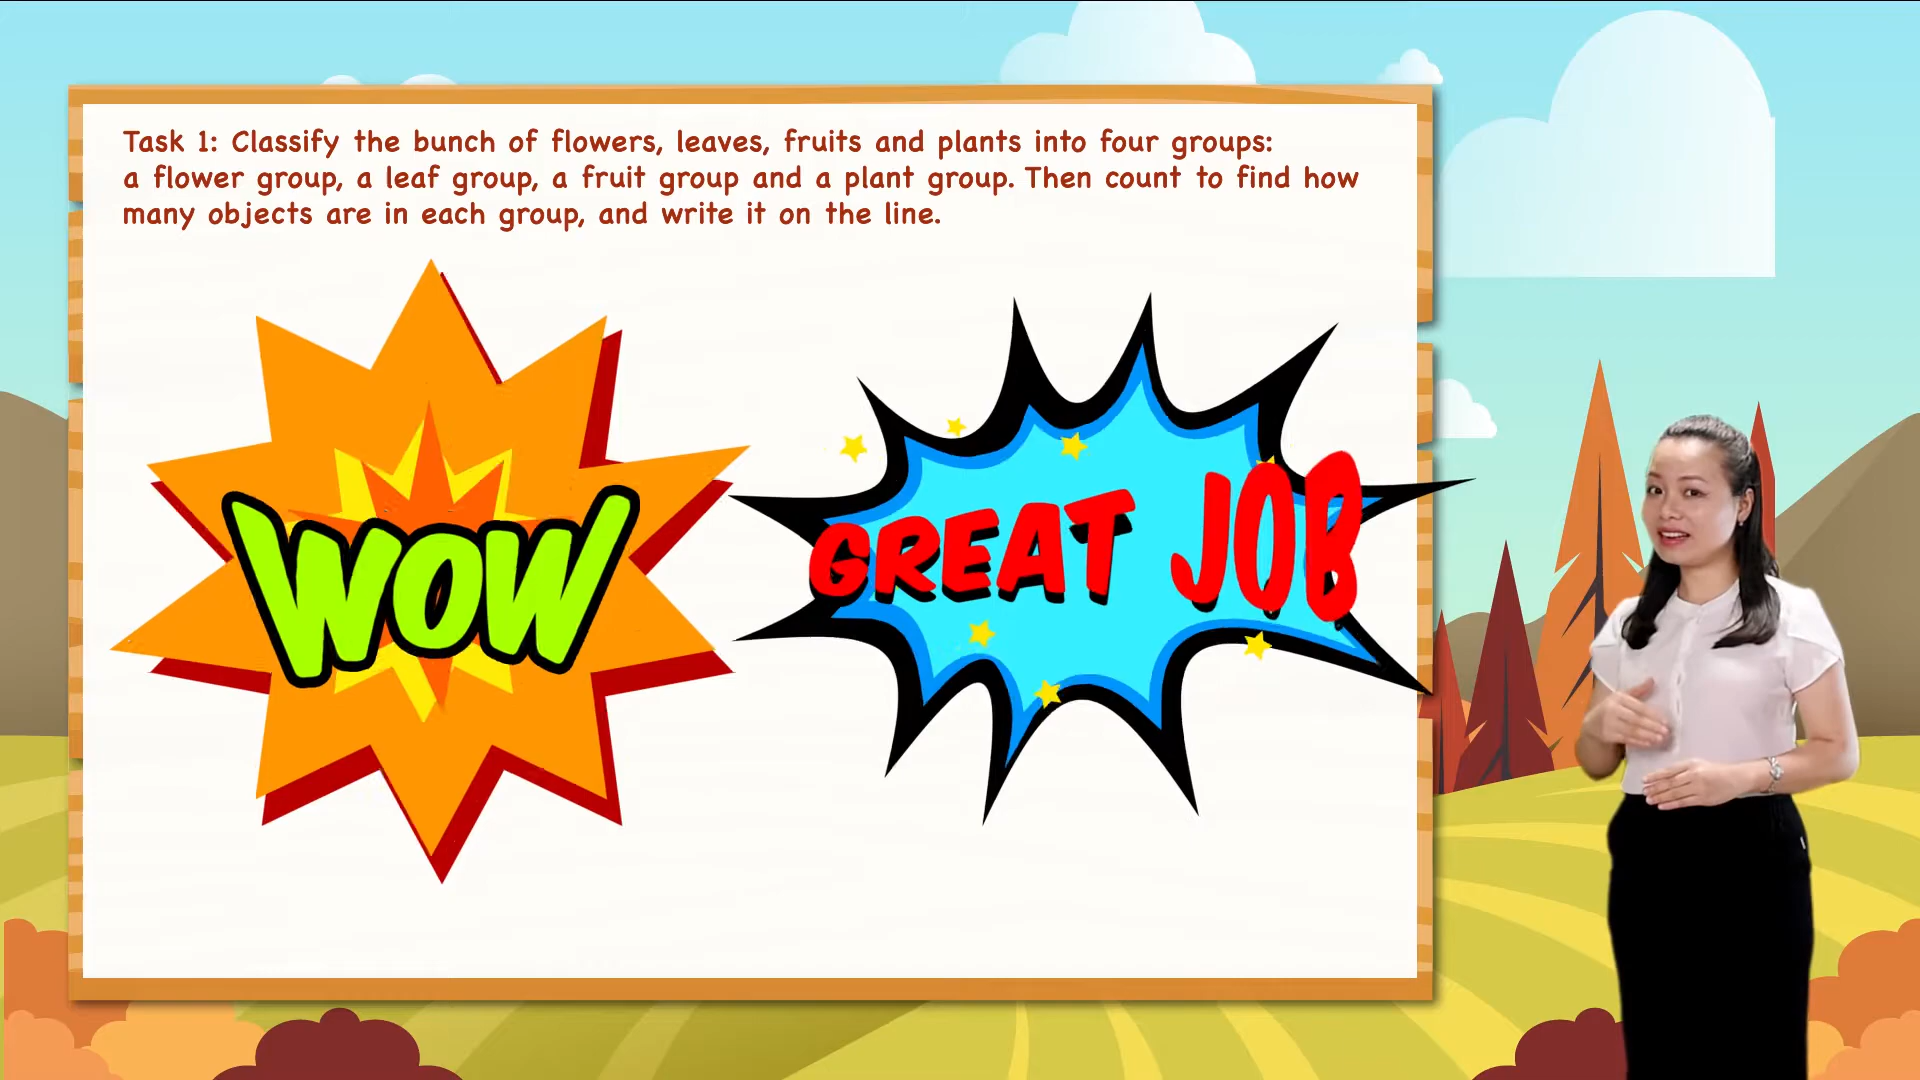 Task 1: Classify the bunch of flowers, leaves, fruits and plants into four groups:
a flower group, a leaf group, a fruit group and a plant group. Then count to find how
many objects are in each group, and write it on the line.
WOW
GREAT JOB